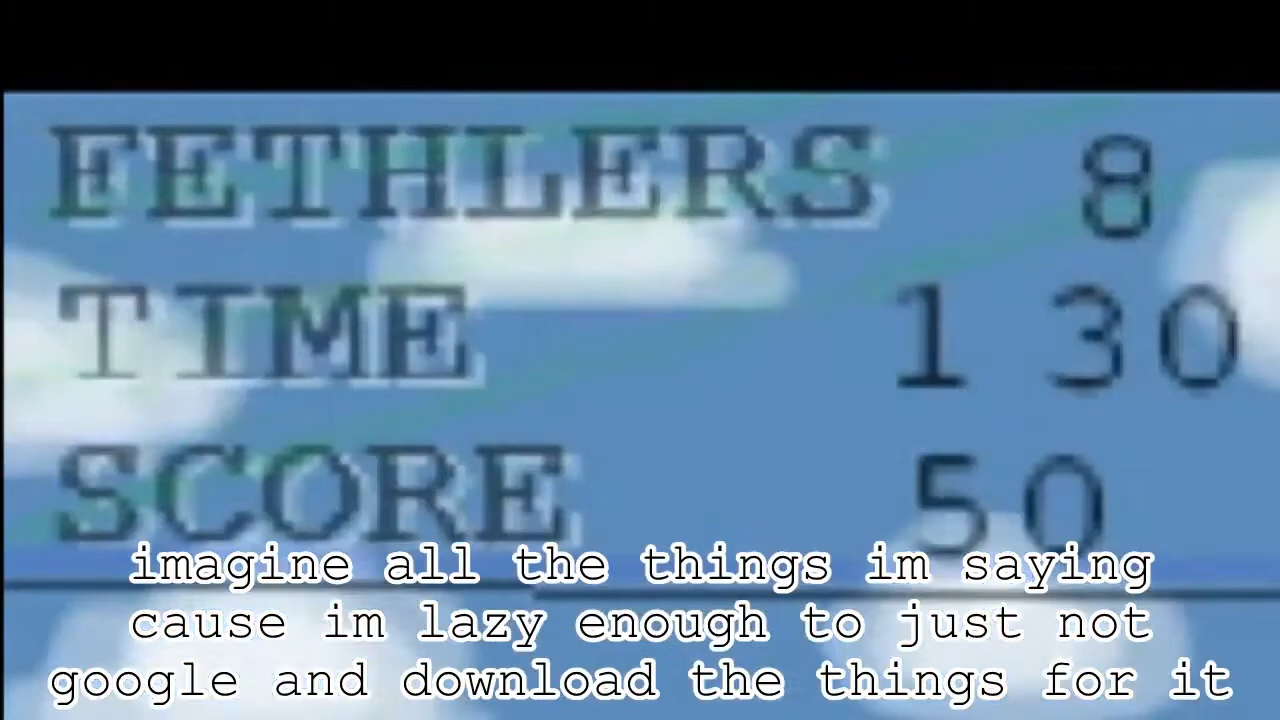 FETHLERS 8
TIME 1 30
SCORE 50
imagine all the things im saying
cause im lazy enough to just not
google and download the things for it